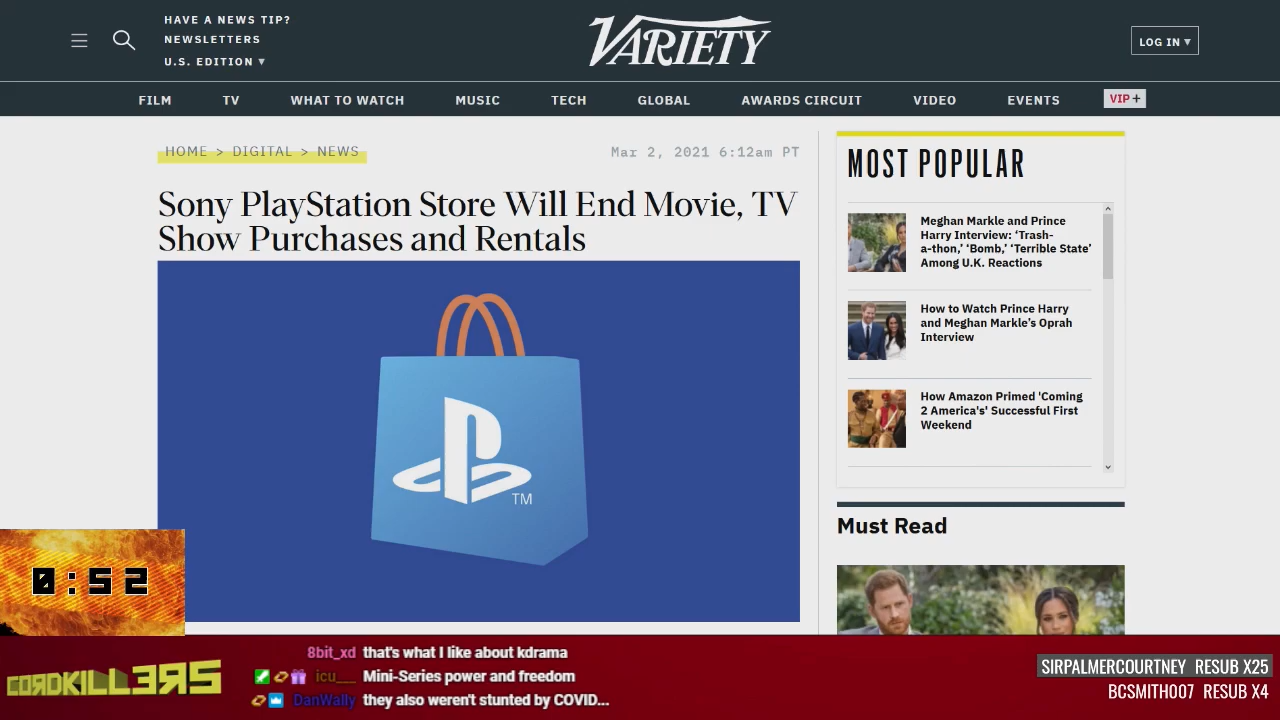 HAVE A NEWS TIP?
NEWSLETTERS
U.S. EDITION ▾
VARIETY
LOG IN ▾
FILM TV WHAT TO WATCH MUSIC TECH GLOBAL AWARDS CIRCUIT VIDEO EVENTS VIP+
HOME > DIGITAL > NEWS
Mar 2, 2021 6:12am PT
Sony PlayStation Store Will End Movie, TV
Show Purchases and Rentals
TM
MOST POPULAR
Meghan Markle and Prince
Harry Interview: ‘Trash-
a-thon,’ ‘Bomb,’ ‘Terrible State’
Among U.K. Reactions
How to Watch Prince Harry
and Meghan Markle’s Oprah
Interview
How Amazon Primed 'Coming
2 America's' Successful First
Weekend
Must Read
0:52
CORDKILL3RS
8bit_xd that's what I like about kdrama
icu___ Mini-Series power and freedom
DanWally they also weren't stunted by COVID...
SIRPALMERCOURTNEY RESUB X25
BCSMITH007 RESUB X4